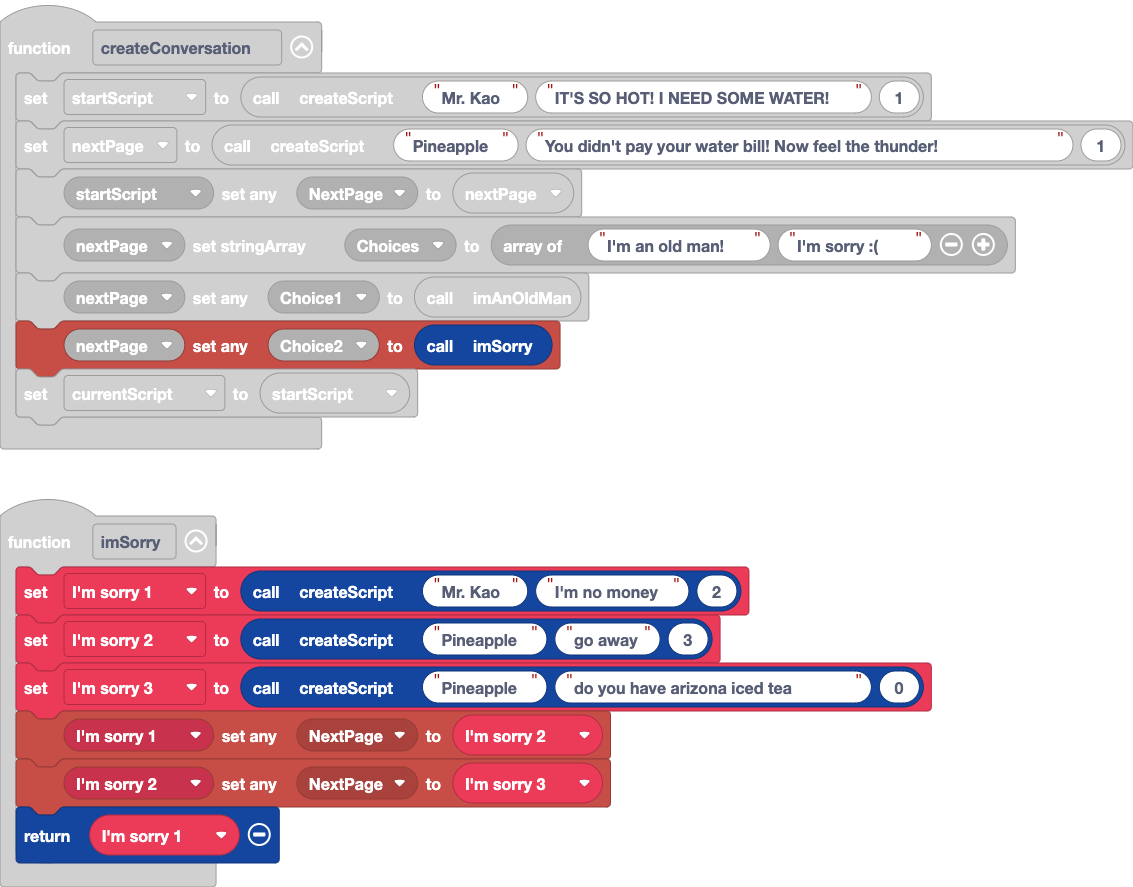 function createConversation
set startScript to call createScript "Mr. Kao" "IT'S SO HOT! I NEED SOME WATER!" 1
set nextPage to call createScript "Pineapple" "You didn't pay your water bill! Now feel the thunder!" 1
startScript set any NextPage to nextPage
nextPage set stringArray Choices to array of "I'm an old man!" "I'm sorry :("
nextPage set any Choice1 to call imAnOldMan
nextPage set any Choice2 to call imSorry
set currentScript to startScript
function imSorry
set I'm sorry 1 to call createScript "Mr. Kao" "I'm no money" 2
set I'm sorry 2 to call createScript "Pineapple" "go away" 3
set I'm sorry 3 to call createScript "Pineapple" "do you have arizona iced tea" 0
I'm sorry 1 set any NextPage to I'm sorry 2
I'm sorry 2 set any NextPage to I'm sorry 3
return I'm sorry 1